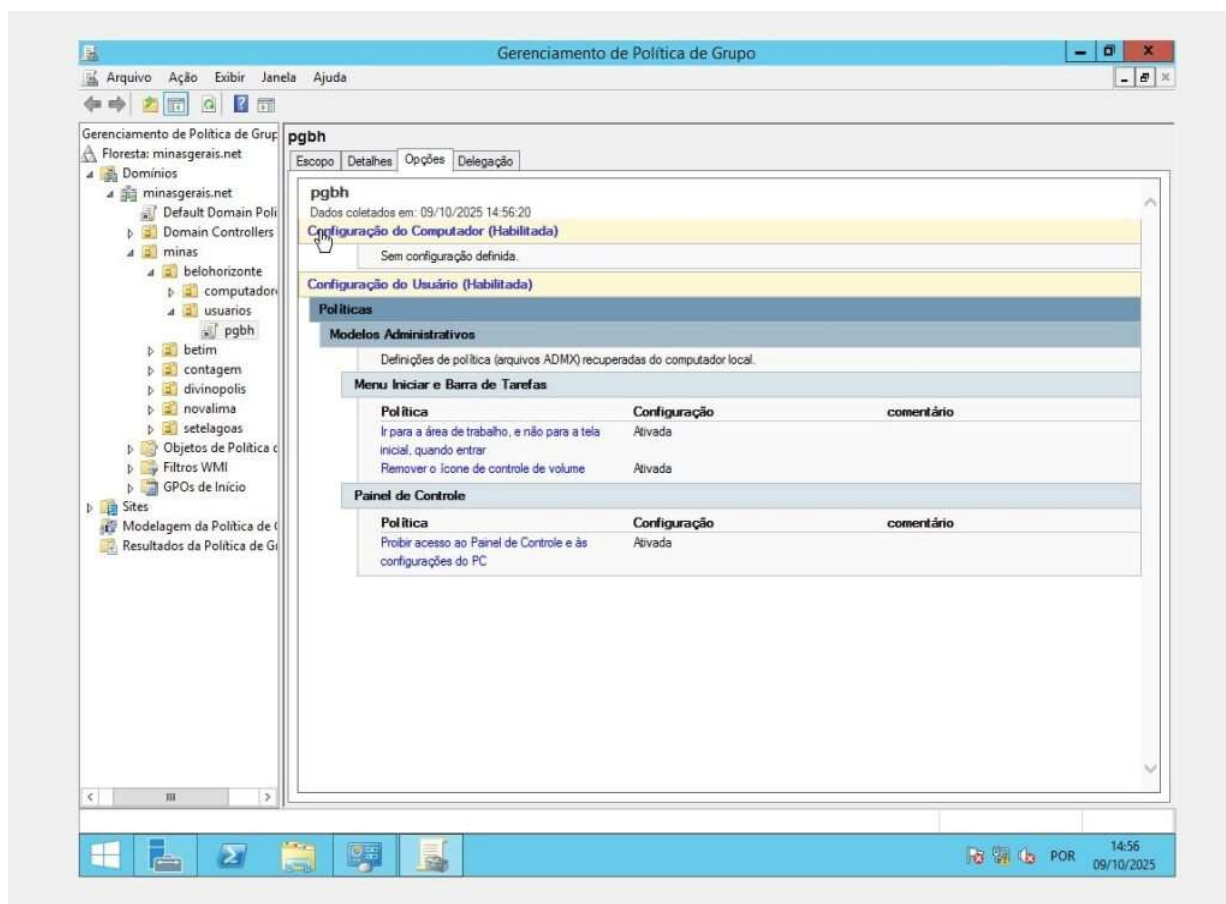 Gerenciamento de Política de Grupo
Arquivo Ação Exibir Janela Ajuda
Gerenciamento de Política de Grup
Floresta: minasgerais.net
Domínios
minasgerais.net
Default Domain Poli
Domain Controllers
minas
belohorizonte
computador
usuarios
pgbh
betim
contagem
divinopolis
novalima
setelagoas
Objetos de Política d
Filtros WMI
GPOs de Início
Sites
Modelagem da Política de
Resultados da Política de
pgbh
Escopo Detalhes Opções Delegação
pgbh
Dados coletados em: 09/10/2025 14:56:20
Configuração do Computador (Habilitada)
Sem configuração definida.
Configuração do Usuário (Habilitada)
Políticas
Modelos Administrativos
Definições de política (arquivos ADMX) recuperadas do computador local.
Menu Iniciar e Barra de Tarefas
Política Configuração comentário
Ir para a área de trabalho, e não para a tela Ativada
inicial, quando entrar
Remover o ícone de controle de volume Ativada
Painel de Controle
Política Configuração comentário
Proibir acesso ao Painel de Controle e às Ativada
configurações do PC
POR
14:56
09/10/2025